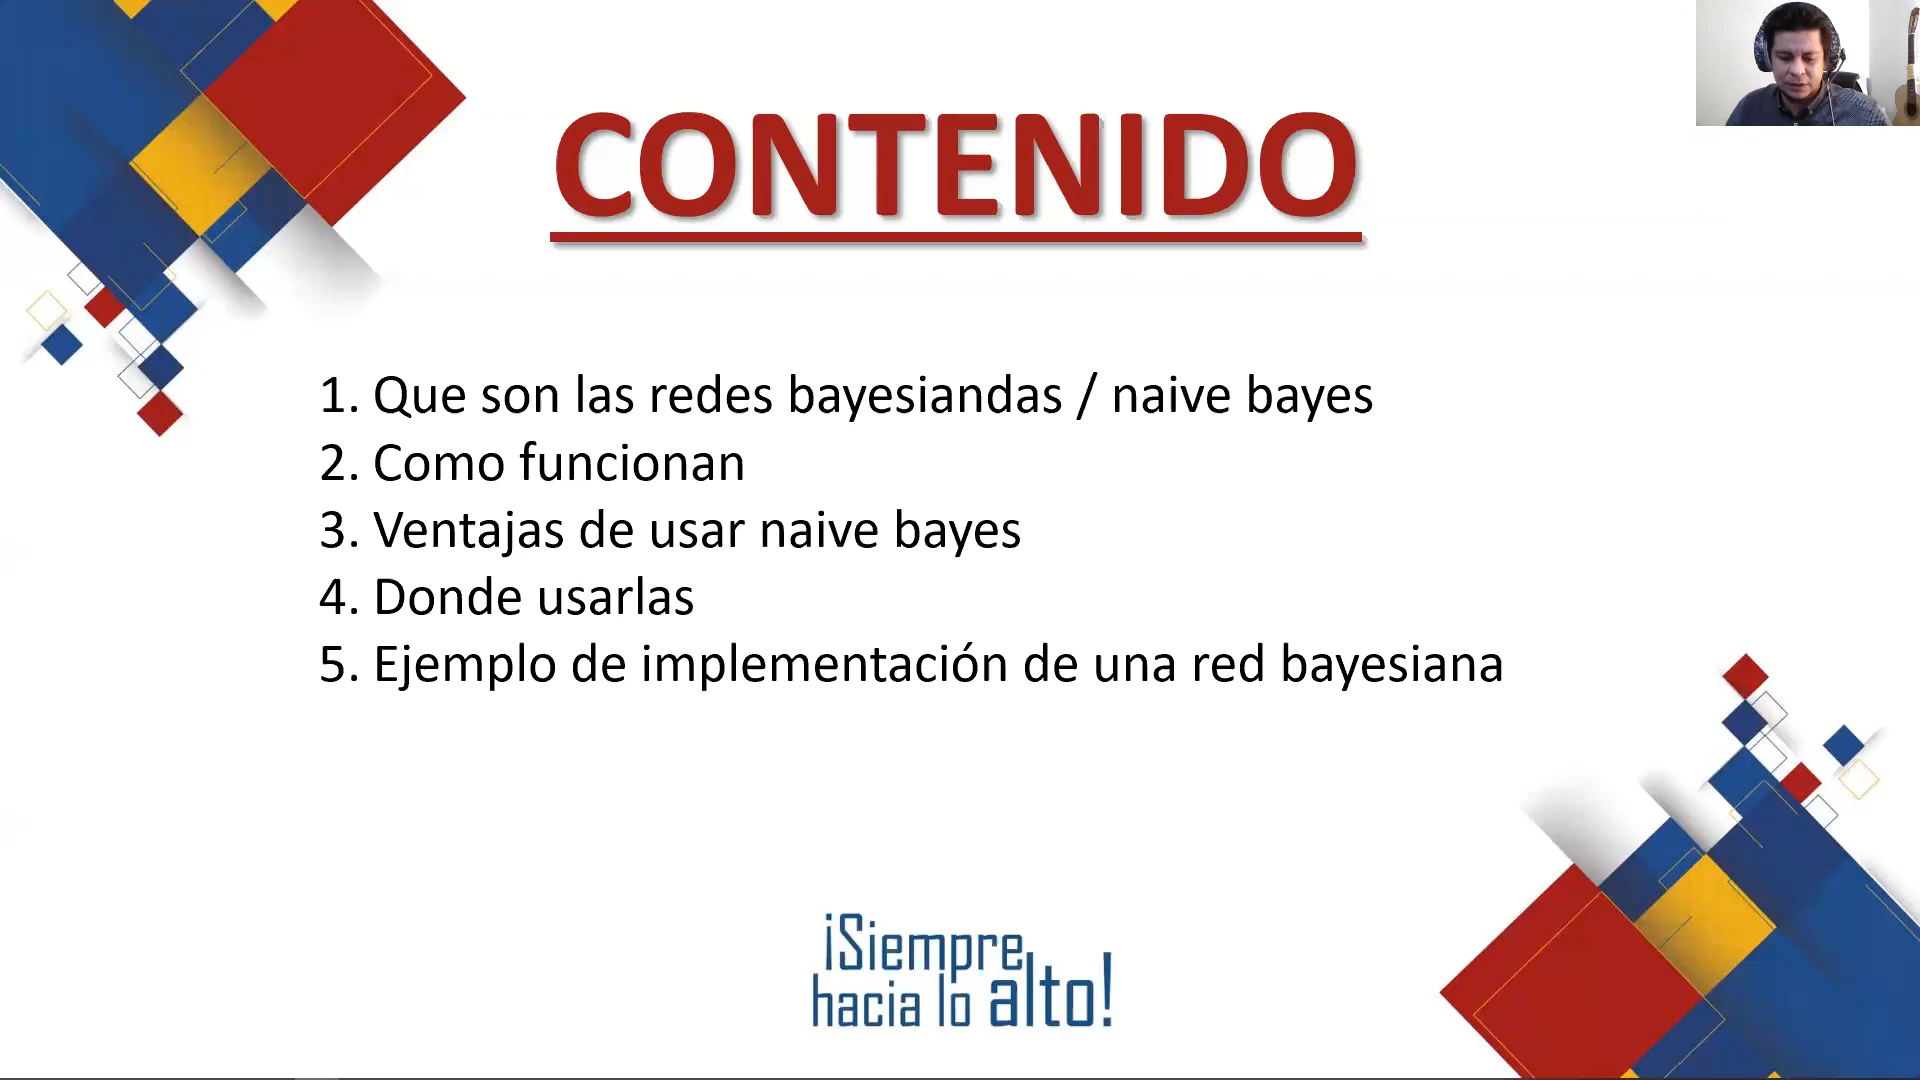 CONTENIDO
1. Que son las redes bayesiandas / naive bayes
2. Como funcionan
3. Ventajas de usar naive bayes
4. Donde usarlas
5. Ejemplo de implementación de una red bayesiana
¡Siempre
hacia lo alto!